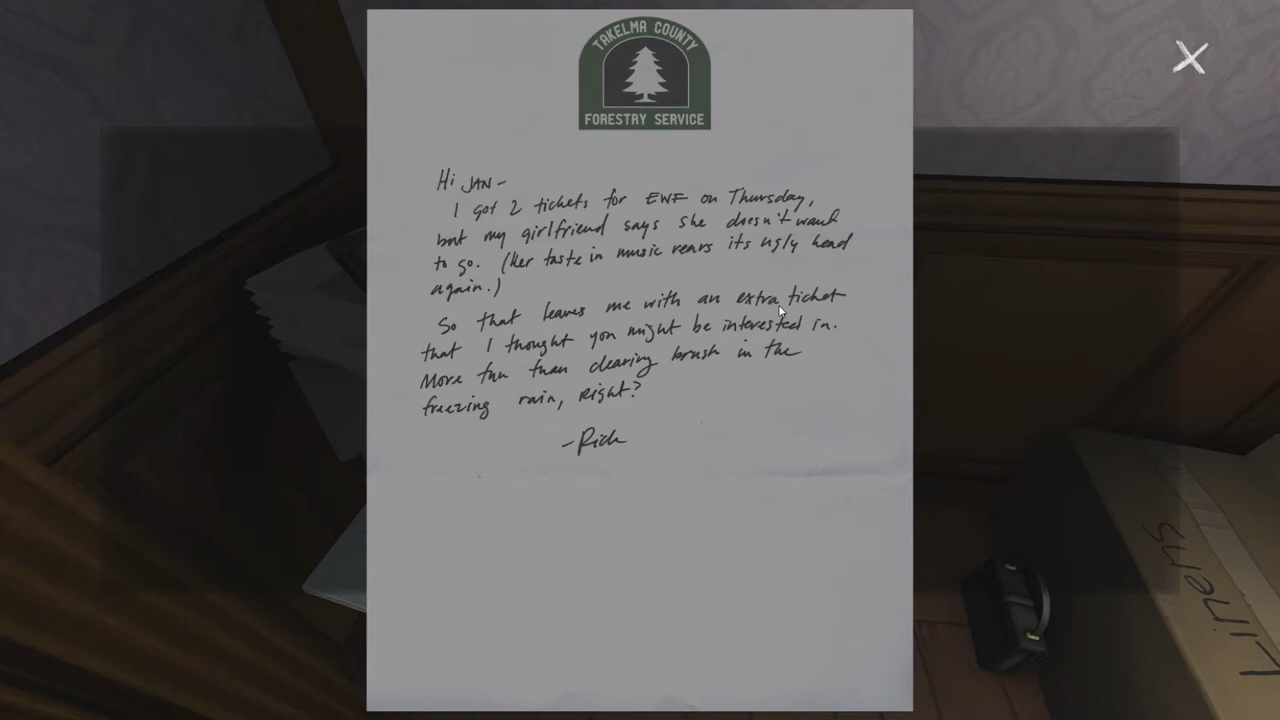 TAKELMA COUNTY
FORESTRY SERVICE
Hi JAN-
I got 2 tickets for EWF on Thursday,
but my girlfriend says she doesn't want
to go. (Her taste in music rears its ugly head
again.)
So that leaves me with an extra ticket
that I thought you might be interested in.
More fun than clearing brush in the
freezing rain, right?
-Rick
Linens